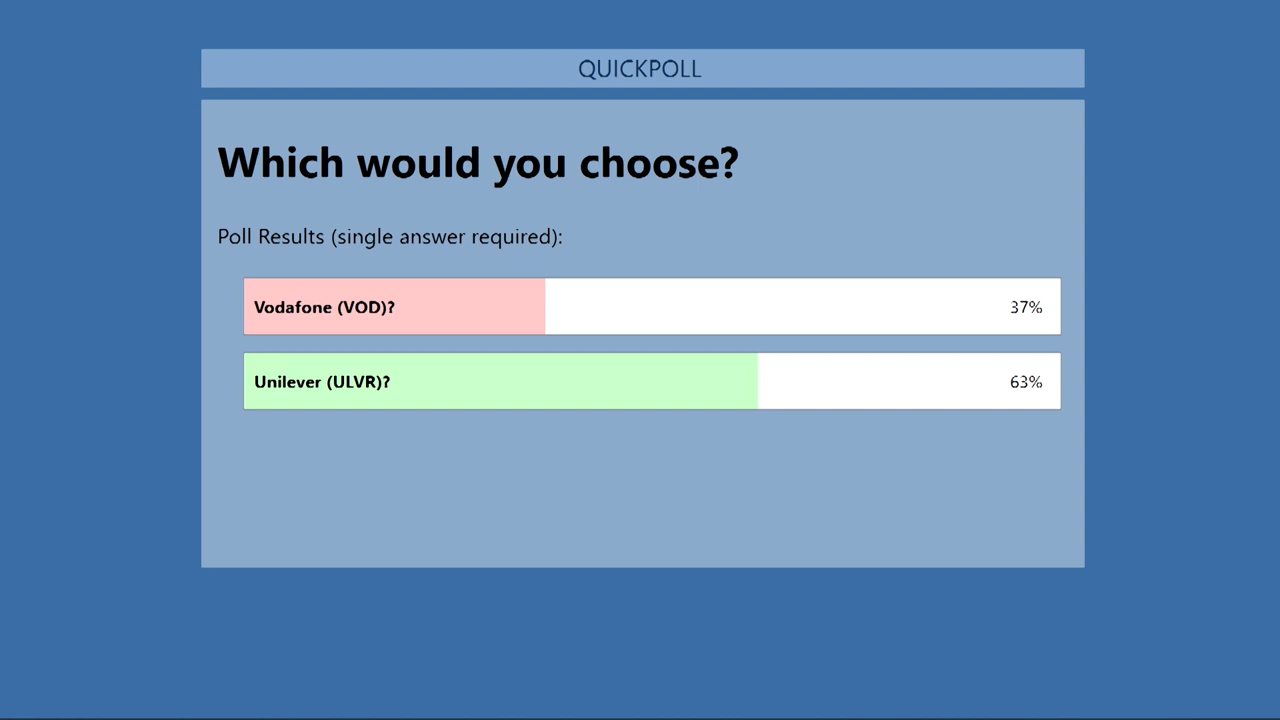 QUICKPOLL
Which would you choose?
Poll Results (single answer required):
Vodafone (VOD)? 37%
Unilever (ULVR)? 63%